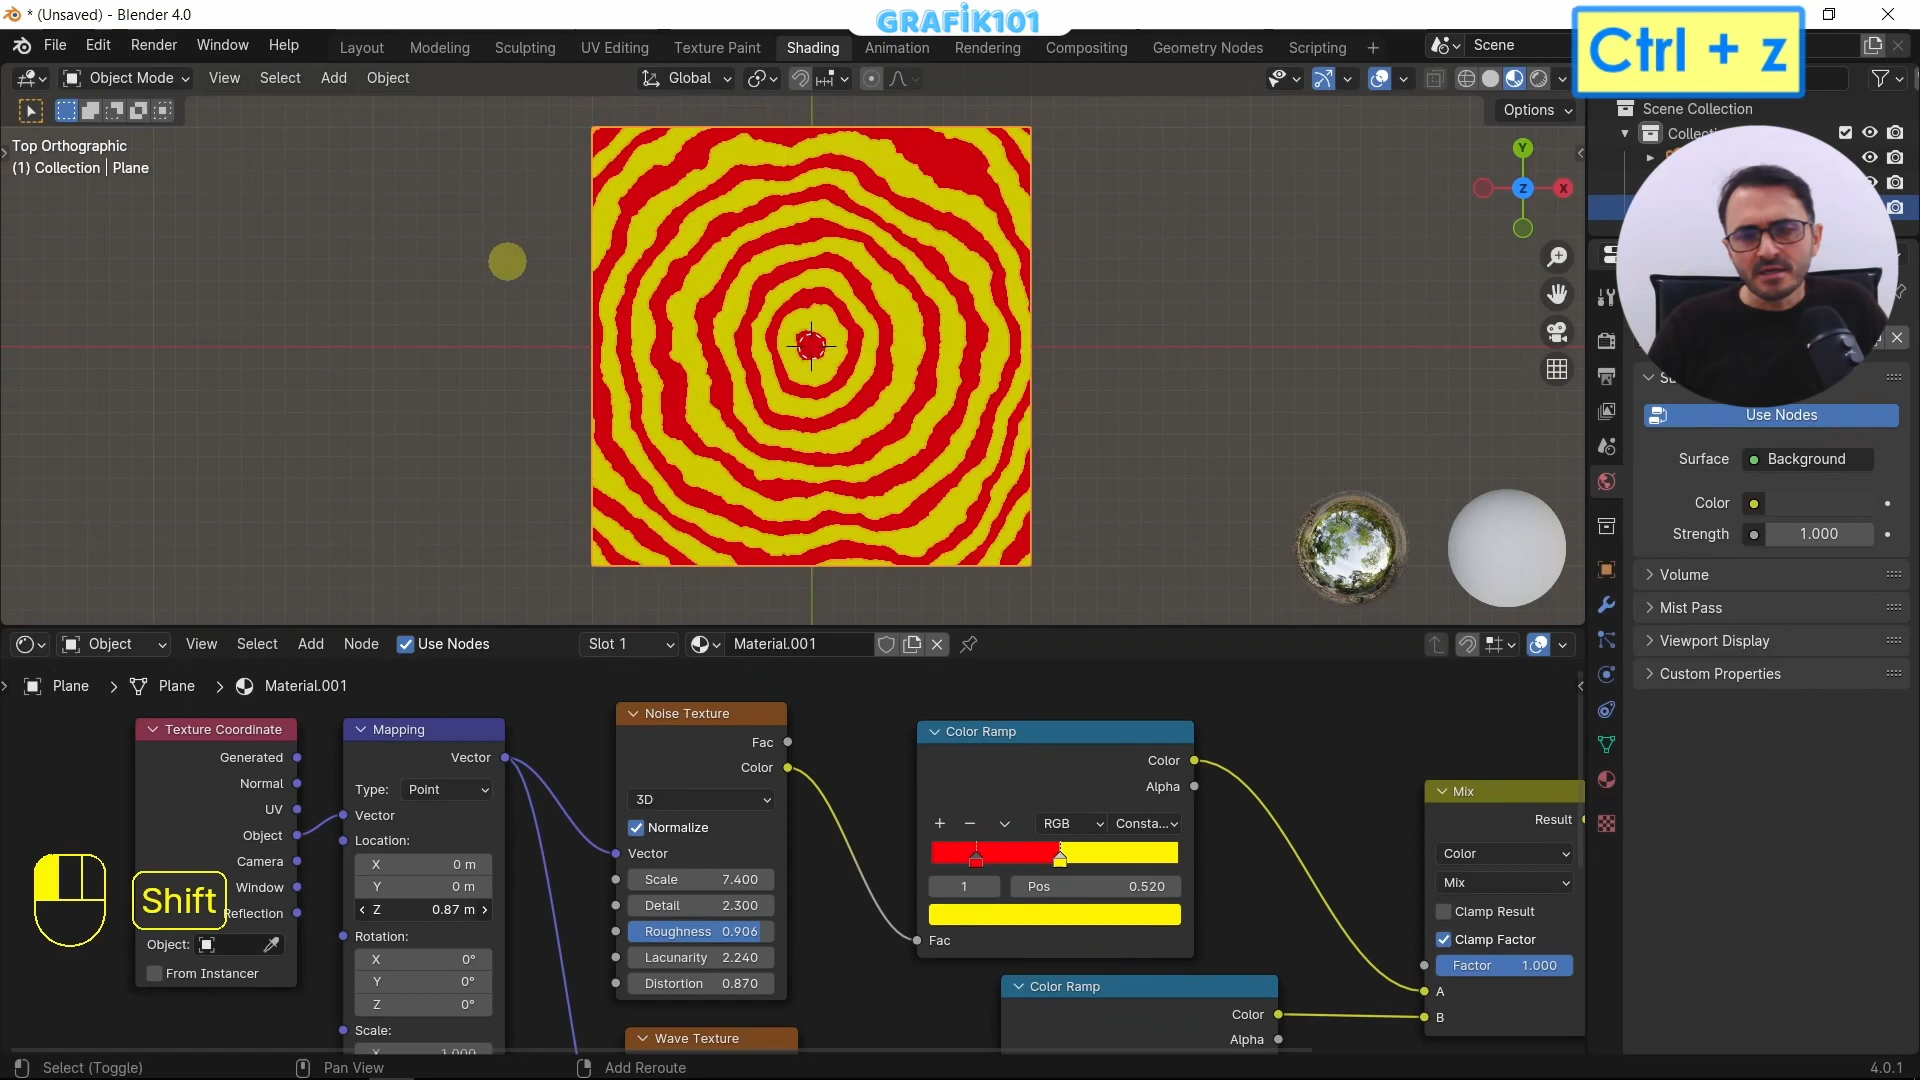 * (Unsaved) - Blender 4.0
GRAFİK101
Ctrl + z
File Edit Render Window Help
Layout Modeling Sculpting UV Editing Texture Paint Shading Animation Rendering Compositing Geometry Nodes Scripting +
Scene
Object Mode View Select Add Object
Global
Options
Top Orthographic
(1) Collection | Plane
Y
Z
X
Scene Collection
Use Nodes
Surface Background
Color
Strength 1.000
Volume
Mist Pass
Viewport Display
Custom Properties
Object View Select Add Node Use Nodes
Slot 1
Material.001
Plane > Plane > Material.001
Texture Coordinate
Generated
Normal
UV
Object
Camera
Window
Reflection
Object:
From Instancer
Shift
Mapping
Vector
Type: Point
Vector
Location:
X 0 m
Y 0 m
Z 0.87 m
Rotation:
X 0°
Y 0°
Z 0°
Scale:
X 1.000
Noise Texture
Fac
Color
3D
Normalize
Vector
Scale 7.400
Detail 2.300
Roughness 0.906
Lacunarity 2.240
Distortion 0.870
Wave Texture
Color Ramp
Color
Alpha
+ − RGB Consta...
1 Pos 0.520
Fac
Color Ramp
Color
Alpha
Mix
Result
Color
Mix
Clamp Result
Clamp Factor
Factor 1.000
A
B
Select (Toggle) Pan View Add Reroute 4.0.1